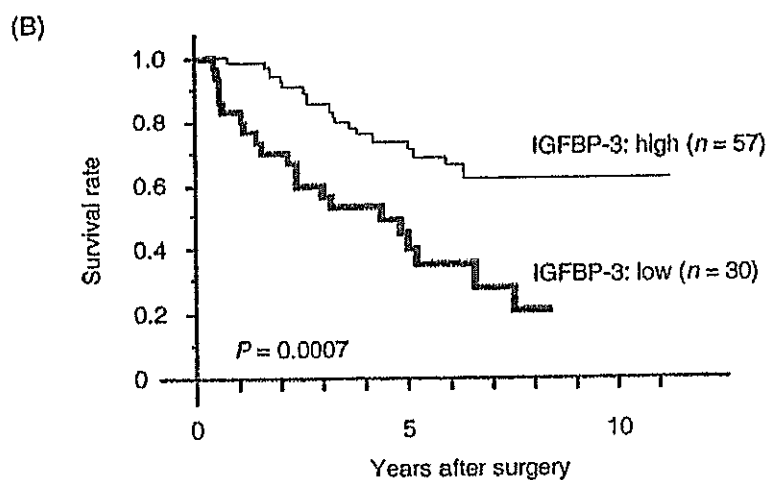 (B)
1.0
0.8
0.6
0.4
0.2
0
Survival rate
IGFBP-3: high (n = 57)
IGFBP-3: low (n = 30)
P = 0.0007
0 5 10
Years after surgery